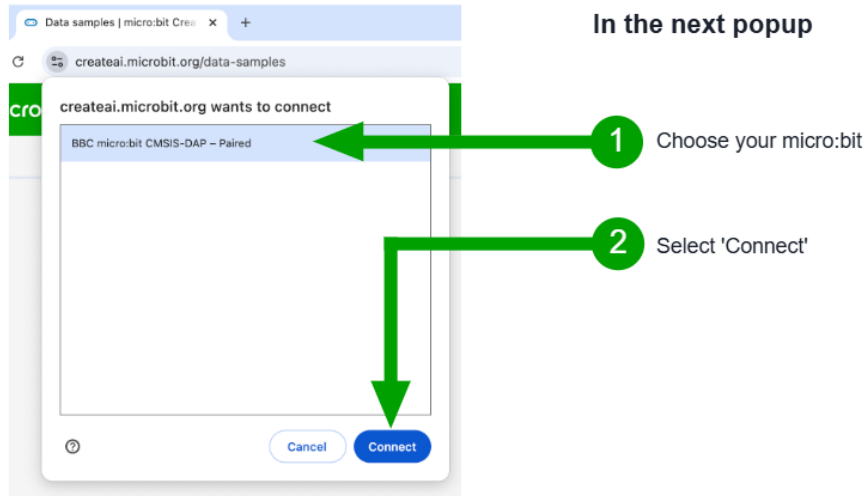 Data samples | micro:bit Crea
In the next popup
createai.microbit.org/data-samples
cro
createai.microbit.org wants to connect
BBC micro:bit CMSIS-DAP – Paired
1 Choose your micro:bit
2 Select 'Connect'
Cancel
Connect